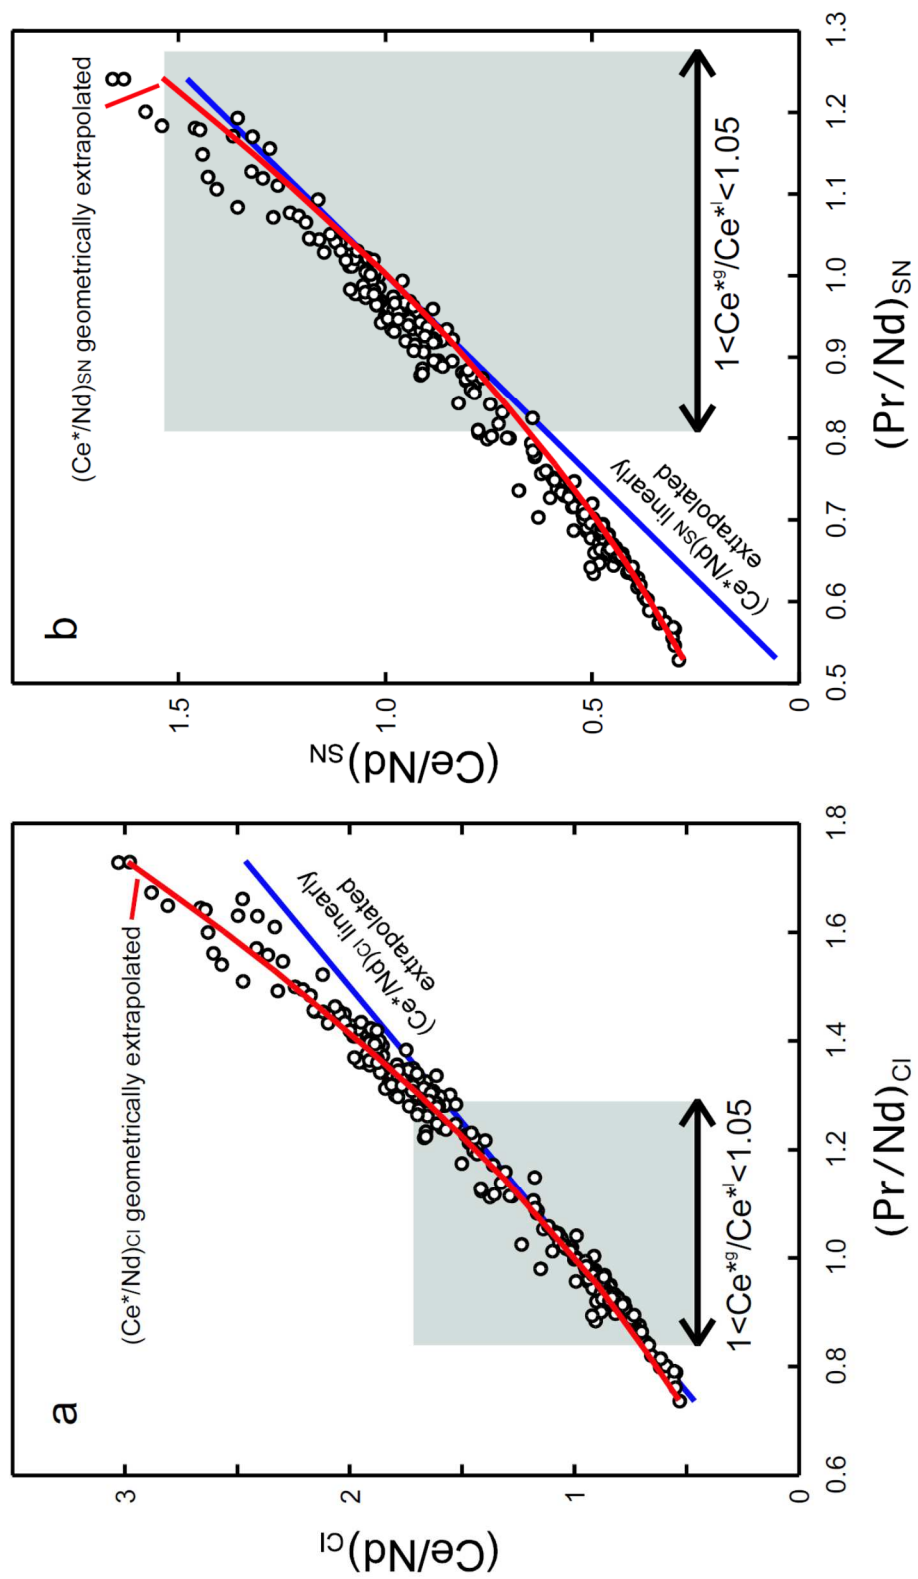 a
(Ce*/Nd)CI geometrically extrapolated
(Ce*/Nd)CI linearly
extrapolated
1<Ce*g/Ce*l<1.05
(Ce/Nd)CI
3
2
1
0
0.6
0.8
1.0
1.2
1.4
1.6
1.8
(Pr/Nd)CI
b
(Ce*/Nd)SN geometrically extrapolated
(Ce*/Nd)SN linearly
extrapolated
1<Ce*g/Ce*l<1.05
(Ce/Nd)SN
1.5
1.0
0.5
0
0.5
0.6
0.7
0.8
0.9
1.0
1.1
1.2
1.3
(Pr/Nd)SN